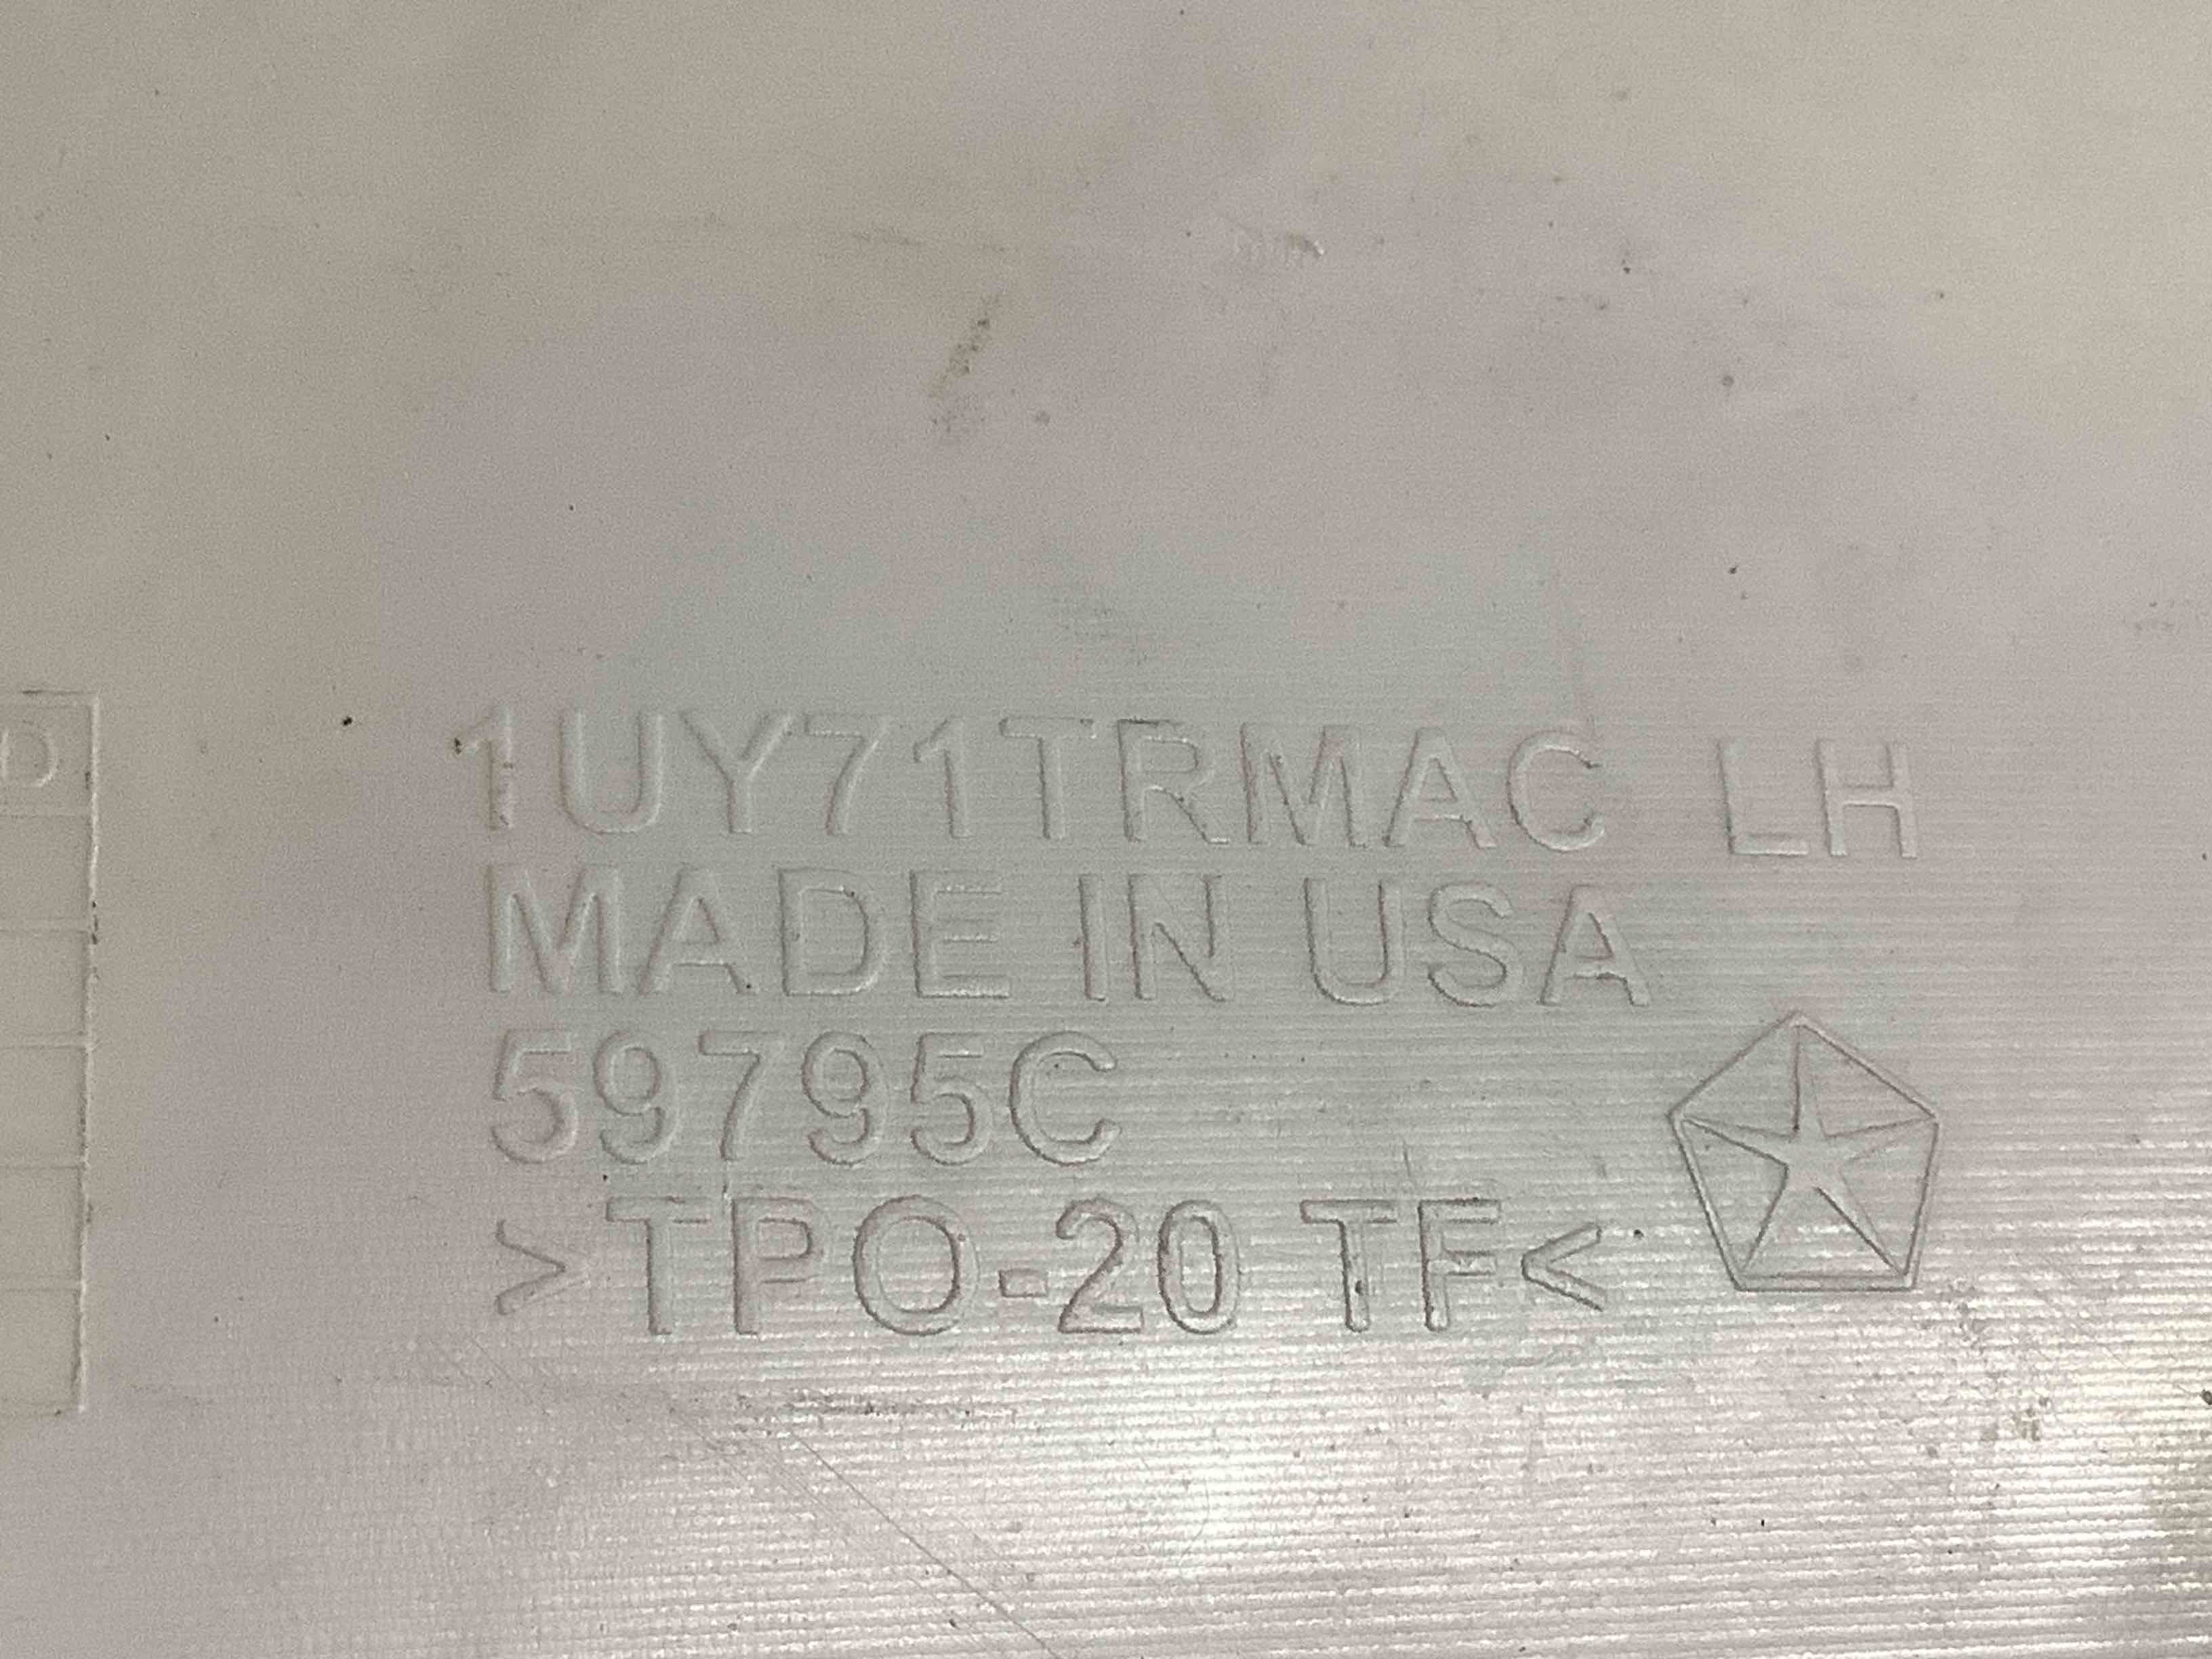 D
1UY71TRMAC LH
MADE IN USA
59795C
>TPO-20 TF<